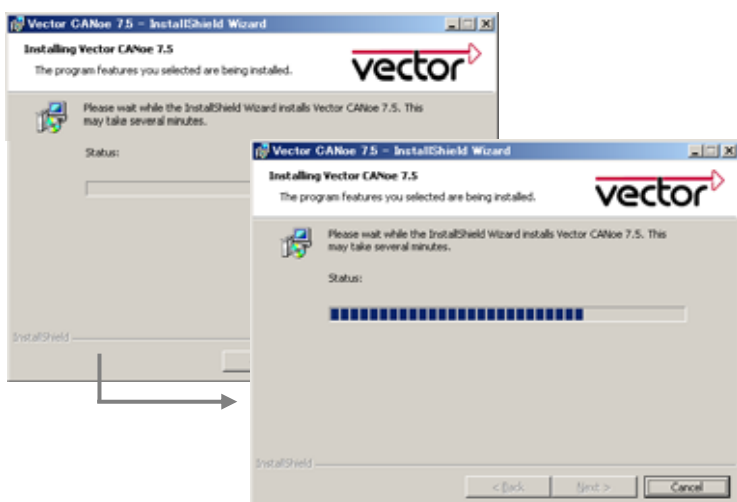 Vector CANoe 7.5 - InstallShield Wizard
Installing Vector CANoe 7.5
The program features you selected are being installed.
vector
Please wait while the InstallShield Wizard installs Vector CANoe 7.5. This
may take several minutes.
Status:
InstallShield
Vector CANoe 7.5 - InstallShield Wizard
Installing Vector CANoe 7.5
The program features you selected are being installed.
vector
Please wait while the InstallShield Wizard installs Vector CANoe 7.5. This
may take several minutes.
Status:
InstallShield
< Back
Next >
Cancel